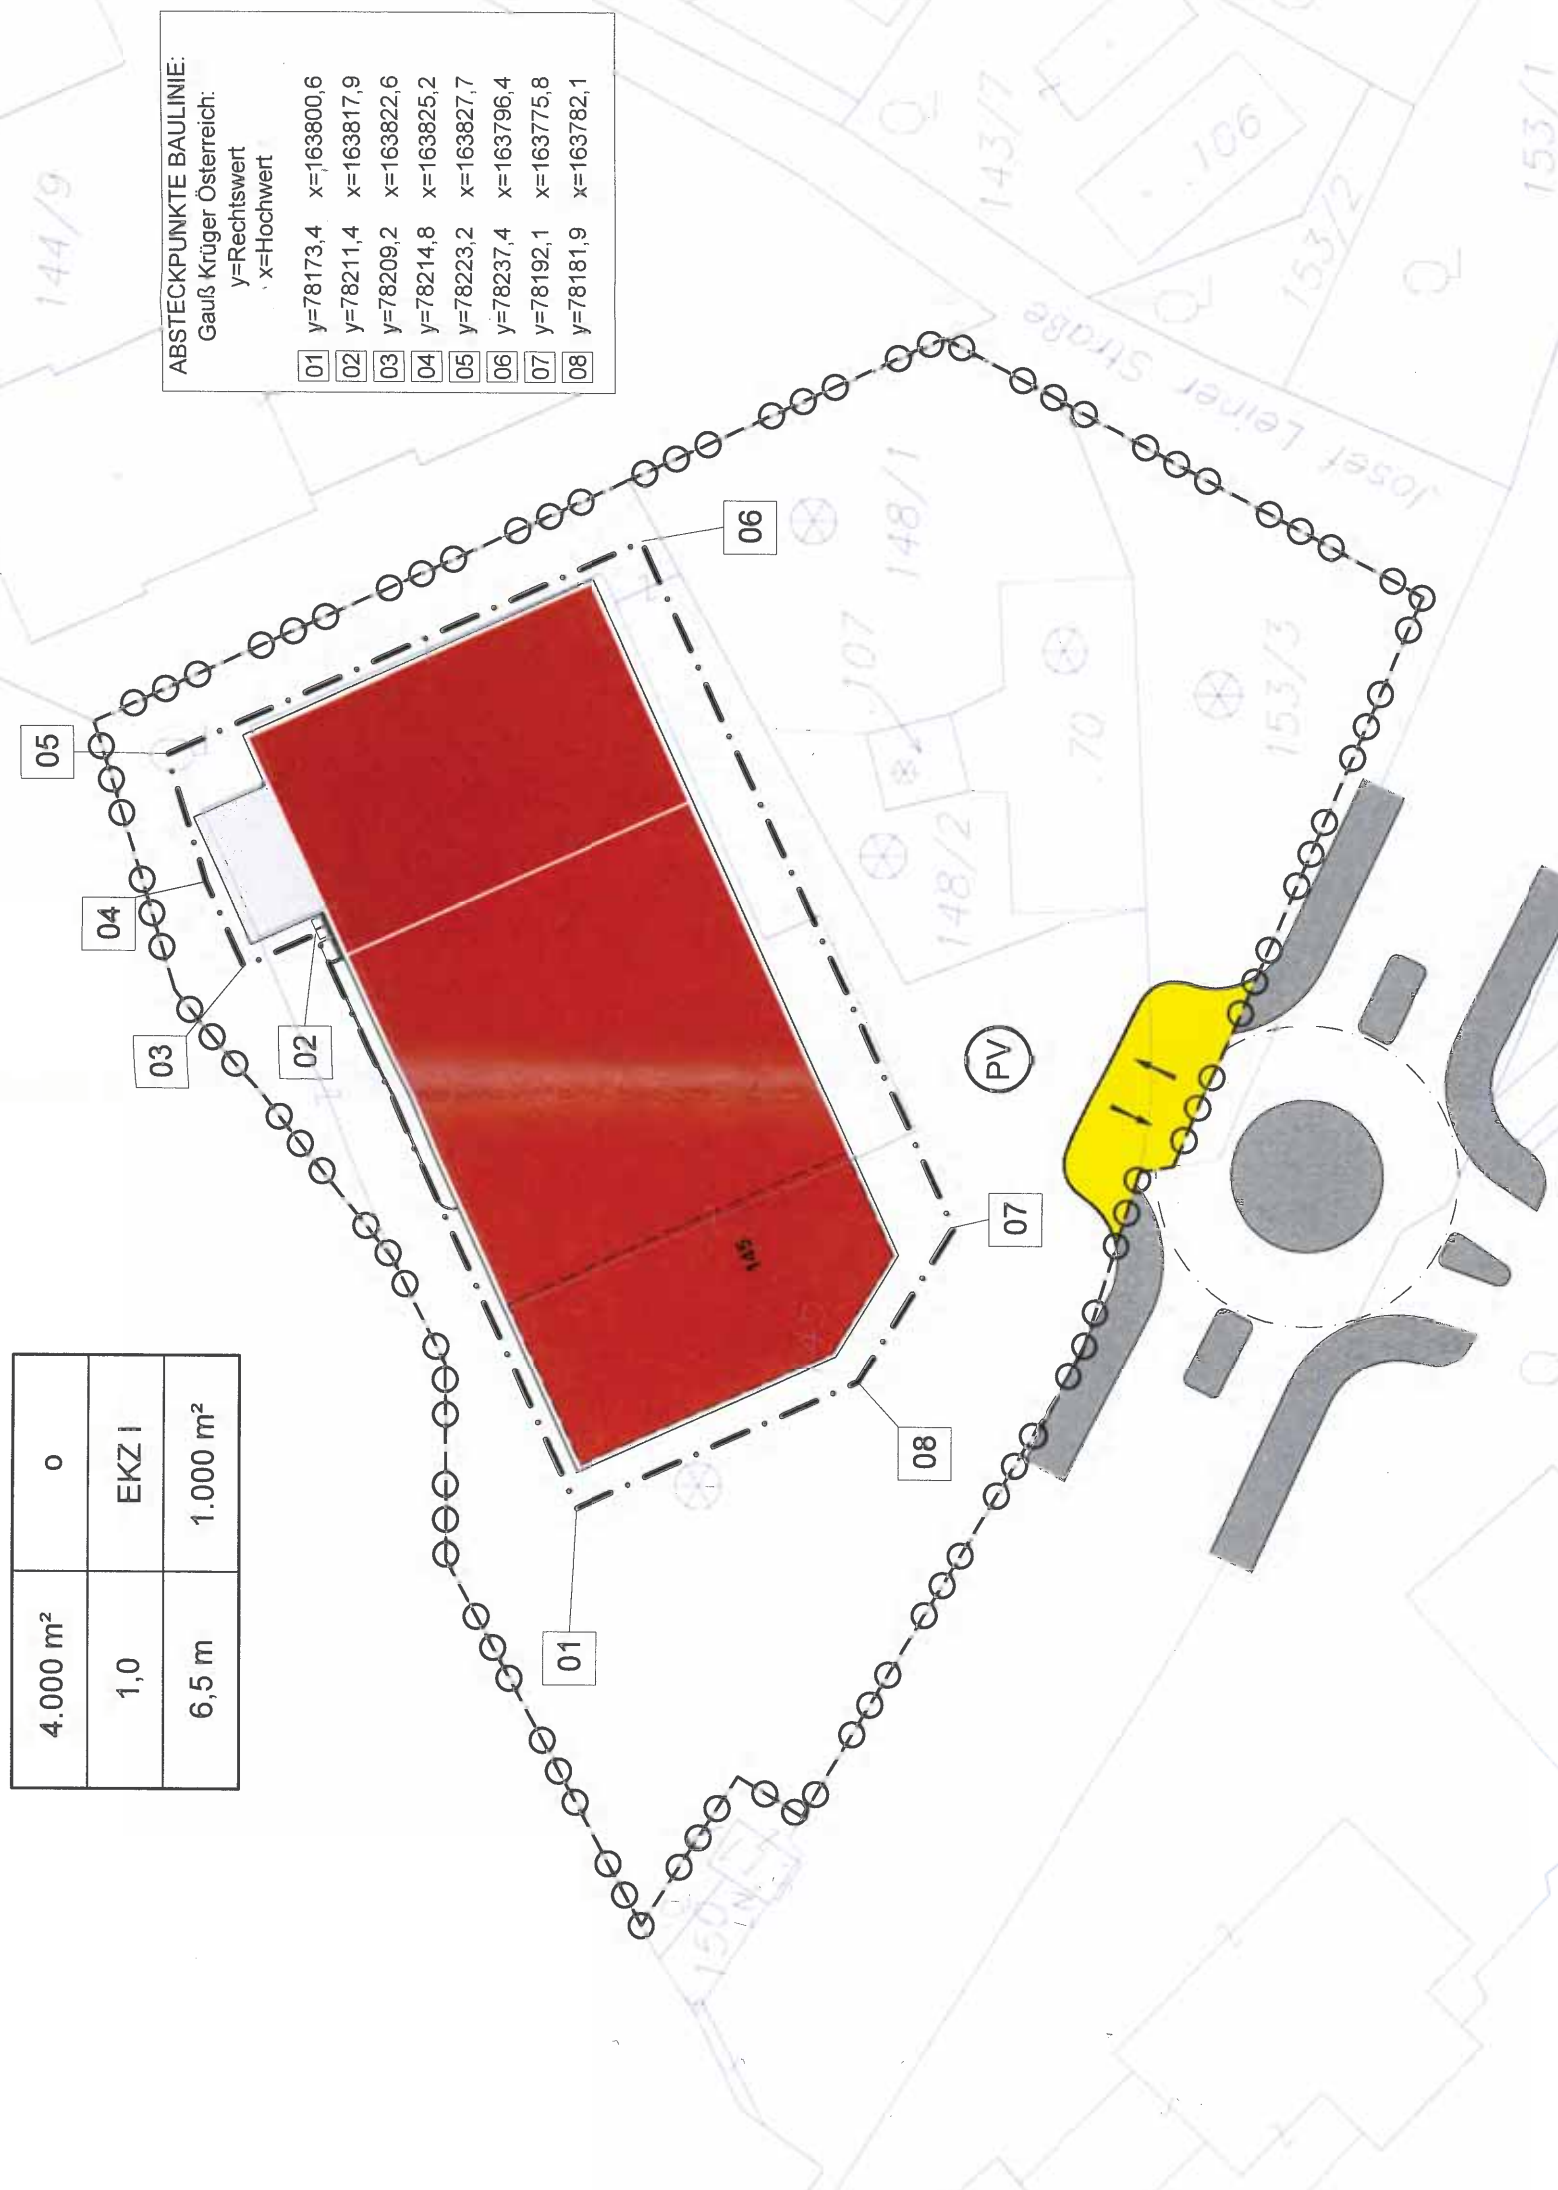 4.000 m² o
1,0 EKZ I
6,5 m 1.000 m²
ABSTECKPUNKTE BAULINIE:
Gauß Krüger Österreich:
y=Rechtswert
x=Hochwert
01 y=78173,4 x=163800,6
02 y=78211,4 x=163817,9
03 y=78209,2 x=163822,6
04 y=78214,8 x=163825,2
05 y=78223,2 x=163827,7
06 y=78237,4 x=163796,4
07 y=78192,1 x=163775,8
08 y=78181,9 x=163782,1
144/9
05
04
03
02
01
06
07
08
145
PV
148/1
.107
148/2
.70
153/3
143/7
.106
153/2
153/1
Josef Leiner Straße
150